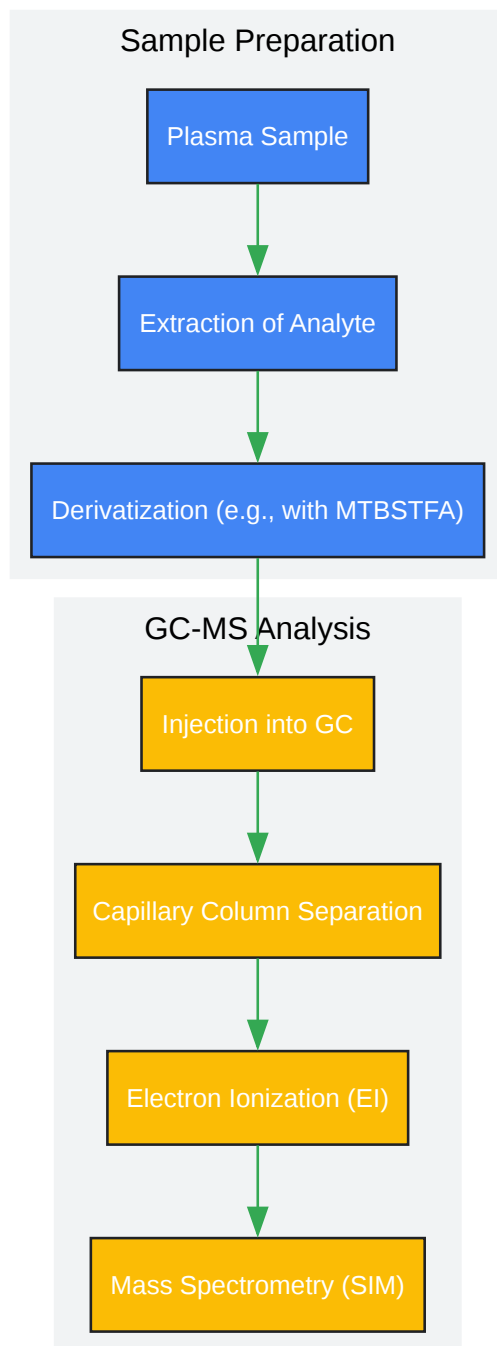 Sample Preparation
Plasma Sample
Extraction of Analyte
Derivatization (e.g., with MTBSTFA)
GC-MS Analysis
Injection into GC
Capillary Column Separation
Electron Ionization (EI)
Mass Spectrometry (SIM)